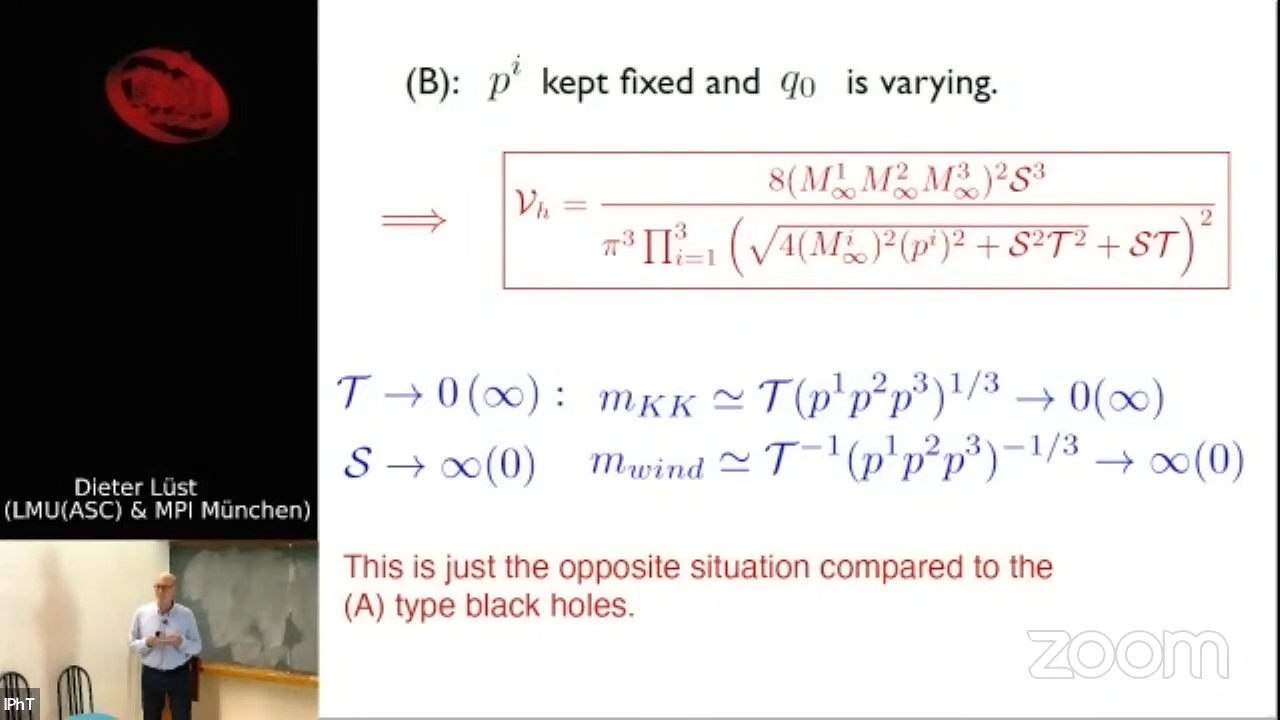 (B): $p^i$ kept fixed and $q_0$ is varying.
$\Longrightarrow \mathcal{V}_h = \frac{8(M^1_\infty M^2_\infty M^3_\infty)^2 \mathcal{S}^3}{\pi^3 \prod_{i=1}^3 \left(\sqrt{4(M^i_\infty)^2 (p^i)^2 + \mathcal{S}^2\mathcal{T}^2} + \mathcal{S}\mathcal{T}\right)^2}$
$\mathcal{T} \to 0\,(\infty) :\ m_{KK} \simeq \mathcal{T}(p^1p^2p^3)^{1/3} \to 0(\infty)$
$\mathcal{S} \to \infty(0)\ \ m_{wind} \simeq \mathcal{T}^{-1}(p^1p^2p^3)^{-1/3} \to \infty(0)$
This is just the opposite situation compared to the
(A) type black holes.
zoom
Dieter Lüst
(LMU(ASC) & MPI München)
IPhT